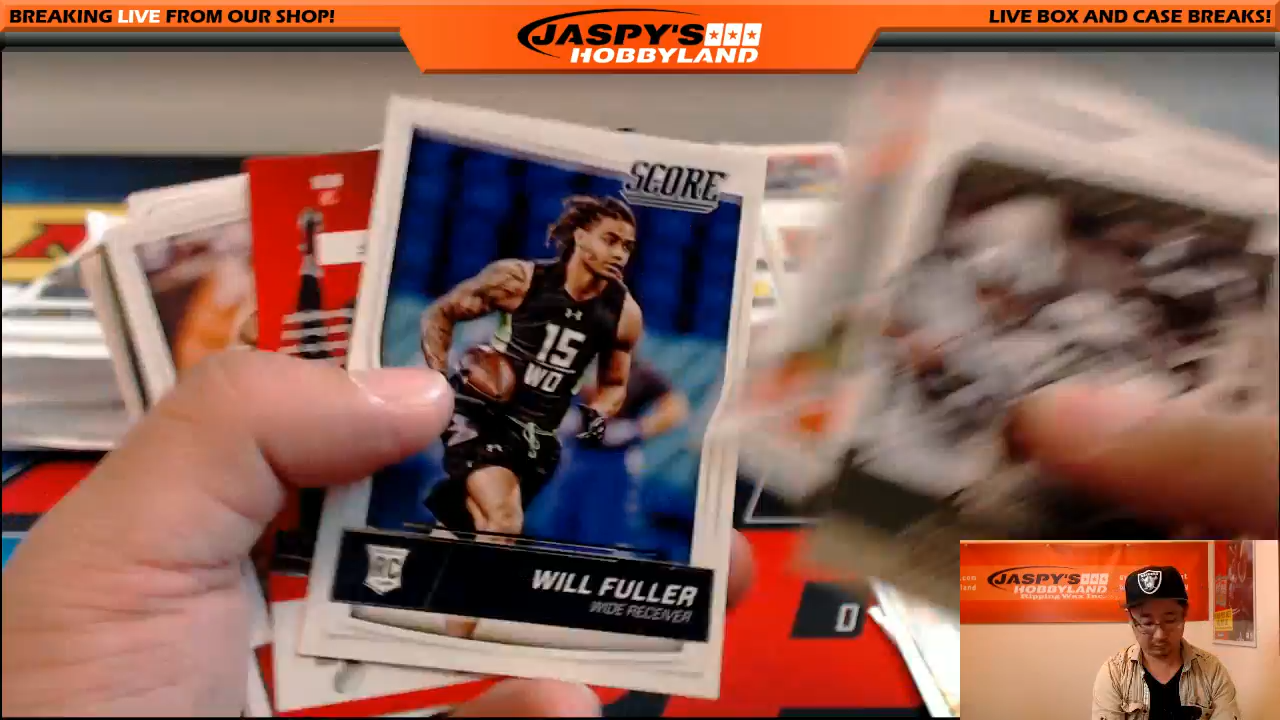 BREAKING LIVE FROM OUR SHOP!
JASPY'S
HOBBYLAND
LIVE BOX AND CASE BREAKS!
SCORE
15
WO
RC
WILL FULLER
WIDE RECEIVER
JASPY'S
HOBBYLAND
Ripping Wax Inc.